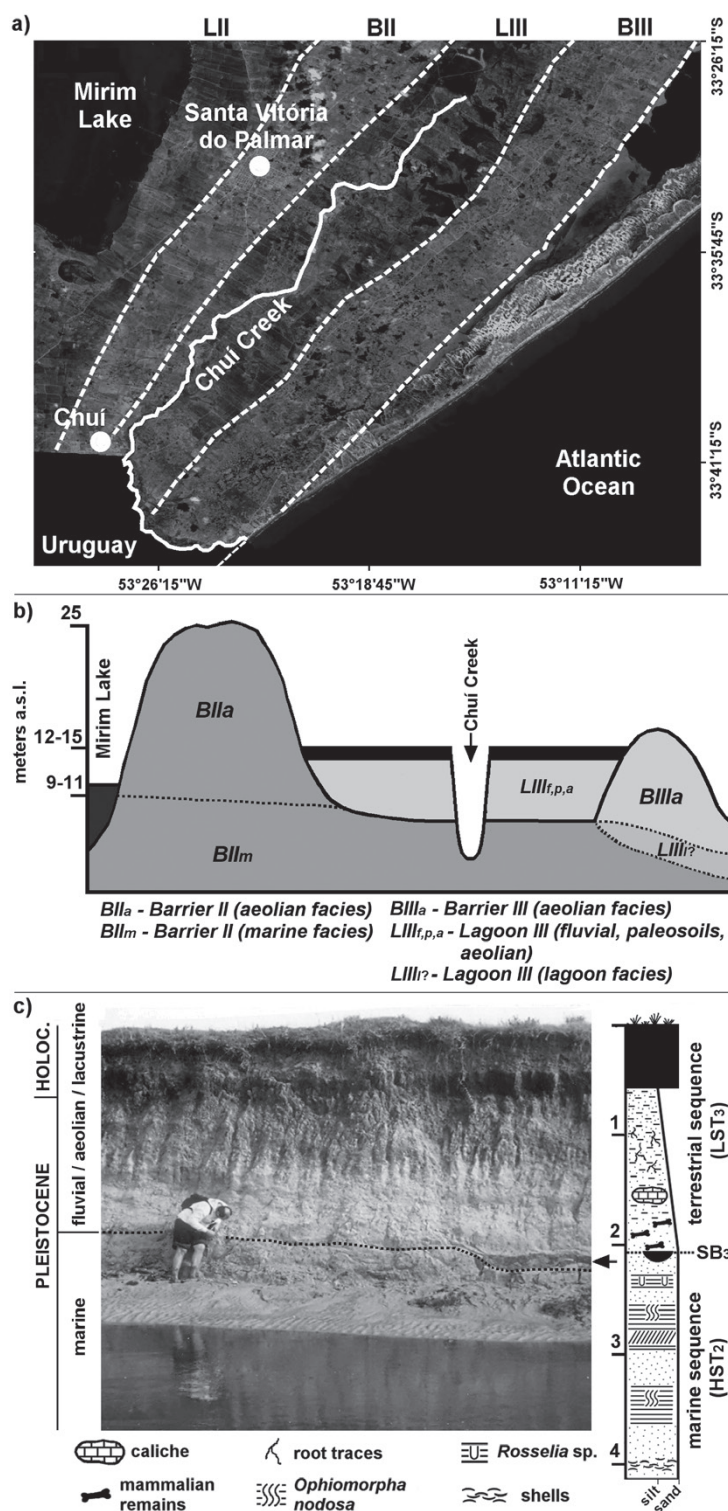 a)
LII BII LIII BIII
33°26'15"S
Mirim
Lake
Santa Vitória
do Palmar
33°35'45"S
Chuí Creek
Chuí
33°41'15"S
Atlantic
Ocean
Uruguay
53°26'15"W 53°18'45"W 53°11'15"W
b)
meters a.s.l.
25
12-15
9-11
Mirim Lake
BIIa
BIIm
Chuí Creek
LIIIf,p,a
BIIIa
LIIIl?
BIIa - Barrier II (aeolian facies)
BIIm - Barrier II (marine facies)
BIIIa - Barrier III (aeolian facies)
LIIIf,p,a - Lagoon III (fluvial, paleosoils,
aeolian)
LIIIl? - Lagoon III (lagoon facies)
c)
HOLOC.
PLEISTOCENE
fluvial / aeolian / lacustrine
marine
1
2
3
4
SB3
terrestrial sequence
(LST3)
marine sequence
(HST2)
silt
sand
caliche
root traces
Rosselia sp.
mammalian
remains
Ophiomorpha
nodosa
shells